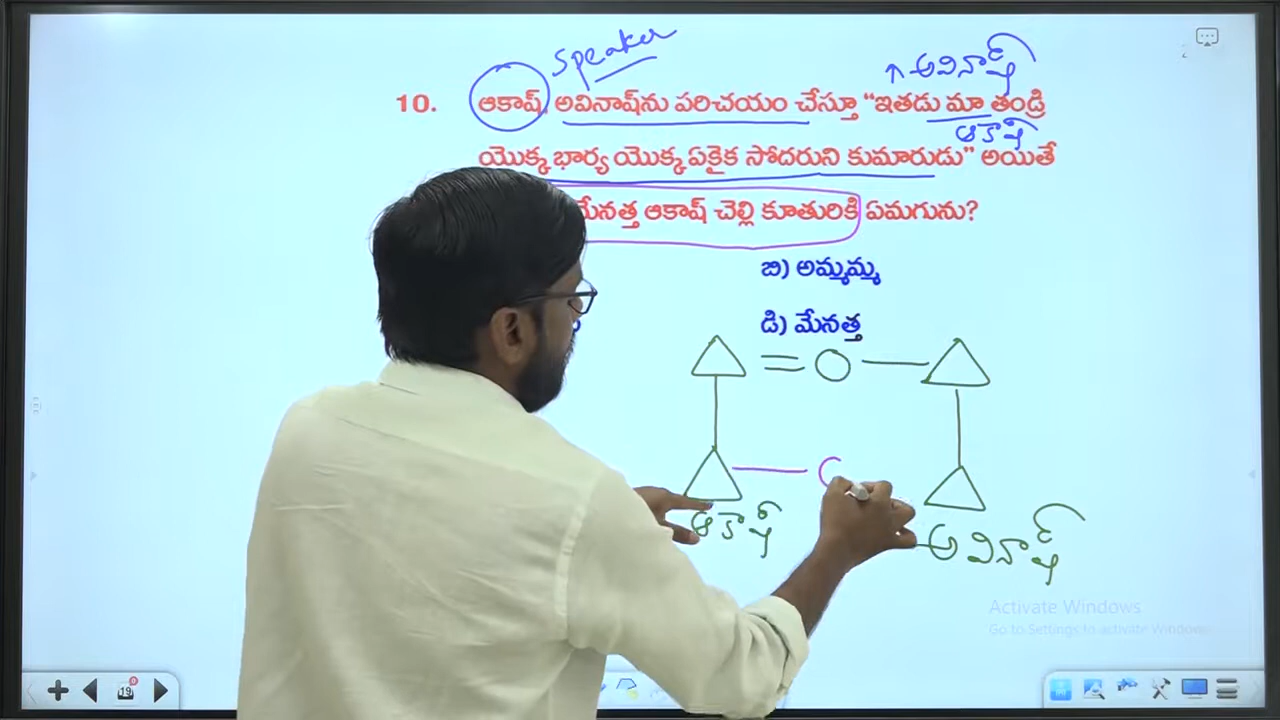 Speaker
అవినాష్
10. ఆకాష్, అవినాష్‌ను పరిచయం చేస్తూ "ఇతడు మా తండ్రి
ఆకాష్
యొక్క భార్య యొక్క ఏకైక సోదరుని కుమారుడు" అయితే
మేనత్త ఆకాష్ చెల్లి కూతురికి ఏమగును?
బి) అమ్మమ్మ
డి) మేనత్త
ఆకాష్
అవినాష్
Activate Windows
Go to Settings to activate Windows.
19